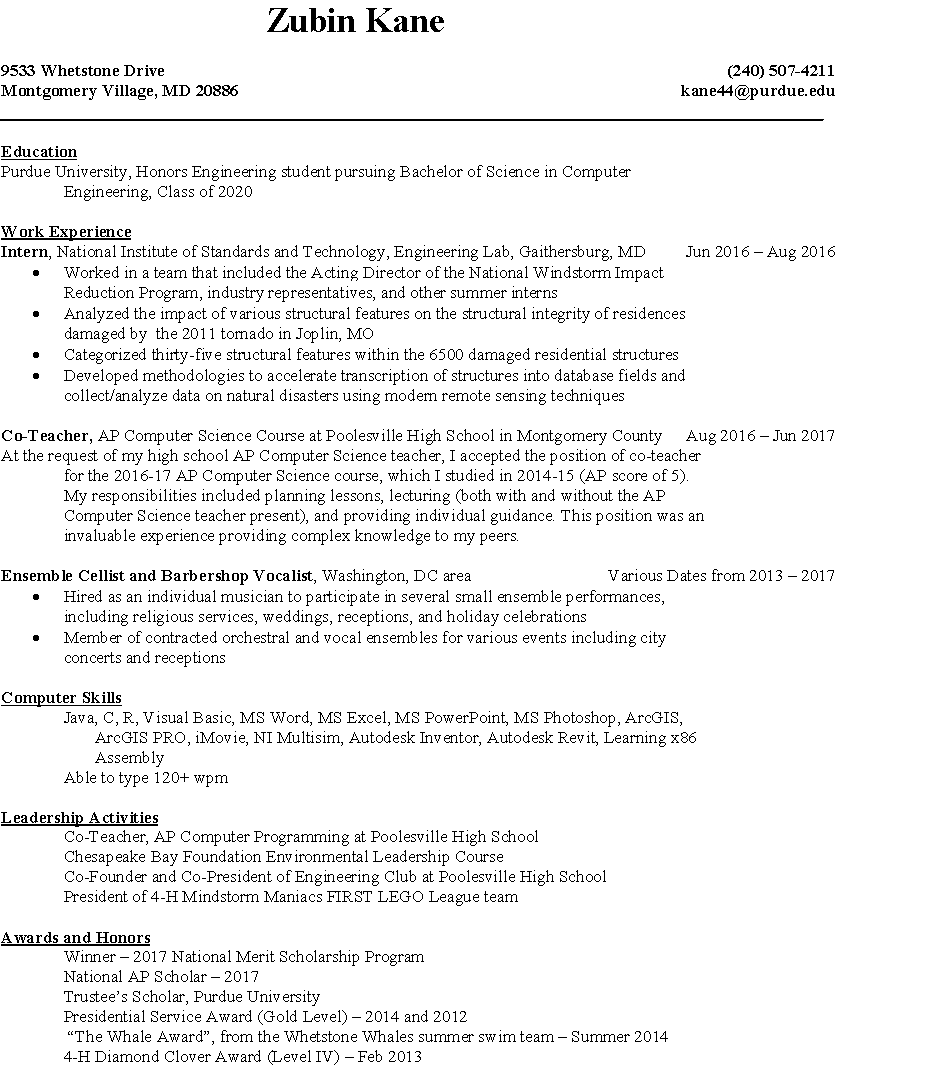 Zubin Kane
9533 Whetstone Drive (240) 507-4211
Montgomery Village, MD 20886 kane44@purdue.edu
Education
Purdue University, Honors Engineering student pursuing Bachelor of Science in Computer
Engineering, Class of 2020
Work Experience
Intern, National Institute of Standards and Technology, Engineering Lab, Gaithersburg, MD Jun 2016 – Aug 2016
• Worked in a team that included the Acting Director of the National Windstorm Impact
Reduction Program, industry representatives, and other summer interns
• Analyzed the impact of various structural features on the structural integrity of residences
damaged by the 2011 tornado in Joplin, MO
• Categorized thirty-five structural features within the 6500 damaged residential structures
• Developed methodologies to accelerate transcription of structures into database fields and
collect/analyze data on natural disasters using modern remote sensing techniques
Co-Teacher, AP Computer Science Course at Poolesville High School in Montgomery County Aug 2016 – Jun 2017
At the request of my high school AP Computer Science teacher, I accepted the position of co-teacher
for the 2016-17 AP Computer Science course, which I studied in 2014-15 (AP score of 5).
My responsibilities included planning lessons, lecturing (both with and without the AP
Computer Science teacher present), and providing individual guidance. This position was an
invaluable experience providing complex knowledge to my peers.
Ensemble Cellist and Barbershop Vocalist, Washington, DC area Various Dates from 2013 – 2017
• Hired as an individual musician to participate in several small ensemble performances,
including religious services, weddings, receptions, and holiday celebrations
• Member of contracted orchestral and vocal ensembles for various events including city
concerts and receptions
Computer Skills
Java, C, R, Visual Basic, MS Word, MS Excel, MS PowerPoint, MS Photoshop, ArcGIS,
ArcGIS PRO, iMovie, NI Multisim, Autodesk Inventor, Autodesk Revit, Learning x86
Assembly
Able to type 120+ wpm
Leadership Activities
Co-Teacher, AP Computer Programming at Poolesville High School
Chesapeake Bay Foundation Environmental Leadership Course
Co-Founder and Co-President of Engineering Club at Poolesville High School
President of 4-H Mindstorm Maniacs FIRST LEGO League team
Awards and Honors
Winner – 2017 National Merit Scholarship Program
National AP Scholar – 2017
Trustee’s Scholar, Purdue University
Presidential Service Award (Gold Level) – 2014 and 2012
“The Whale Award”, from the Whetstone Whales summer swim team – Summer 2014
4-H Diamond Clover Award (Level IV) – Feb 2013